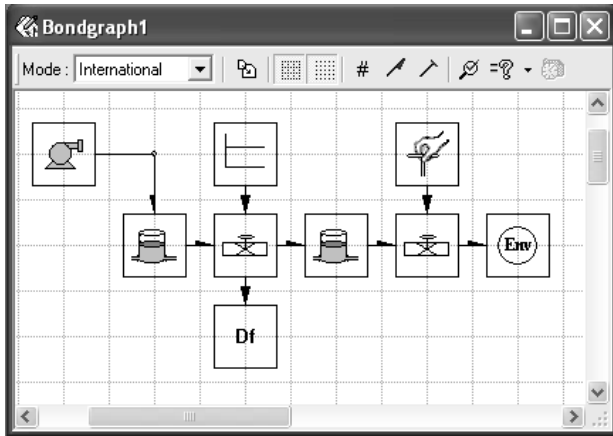 Bondgraph1
Mode : International
# =?
Env
Df